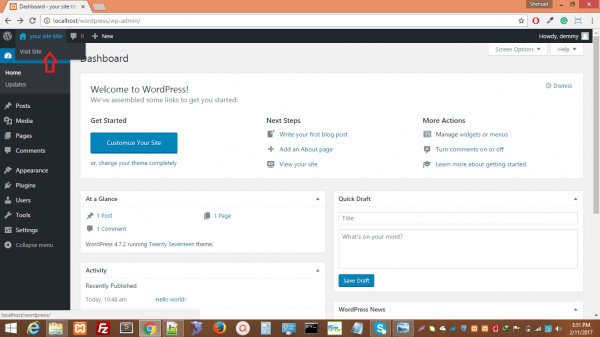 Dashboard - your site titl
Shehzad
localhost/wordpress/wp-admin/
your site title
0
New
Howdy, demmy
Visit Site
Screen Options
Help
Dashboard
Home
Updates
Posts
Media
Pages
Comments
Appearance
Plugins
Users
Tools
Settings
Collapse menu
Welcome to WordPress!
We've assembled some links to get you started:
Dismiss
Get Started
Customize Your Site
or, change your theme completely
Next Steps
Write your first blog post
Add an About page
View your site
More Actions
Manage widgets or menus
Turn comments on or off
Learn more about getting started
At a Glance
1 Post
1 Page
1 Comment
WordPress 4.7.2 running Twenty Seventeen theme.
Activity
Recently Published
Today, 10:48 am Hello world!
Quick Draft
Title
What's on your mind?
Save Draft
WordPress News
localhost/wordpress/
3:51 PM
2/11/2017